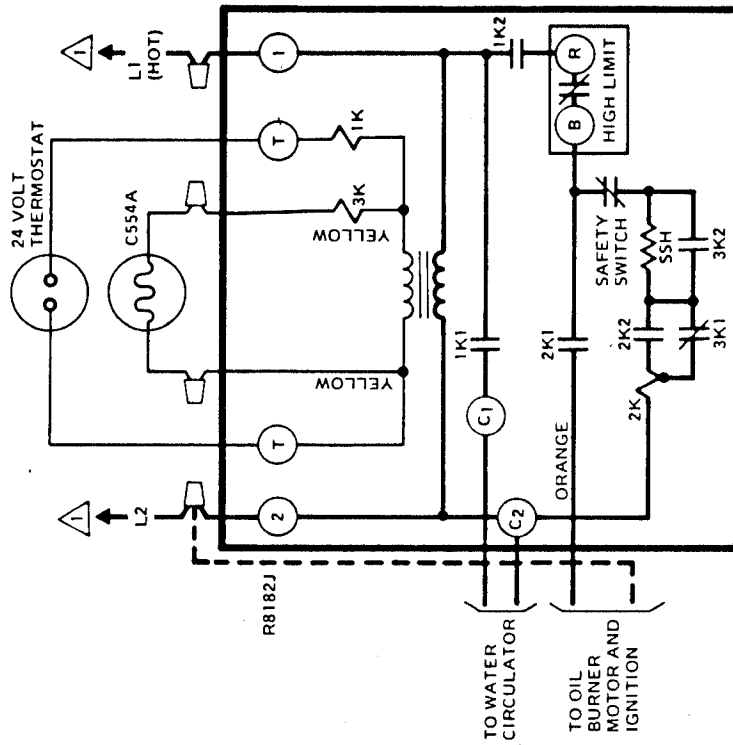 24 VOLT
THERMOSTAT
C554A
1
L1
(HOT)
1
L2
1
T
1K
3K
YELLOW
YELLOW
T
2
R8182J
1K2
R
B
HIGH LIMIT
1K1
C1
C2
2K1
ORANGE
SAFETY
SWITCH
SSH
3K2
2K2
3K1
2K
TO WATER
CIRCULATOR
TO OIL
BURNER
MOTOR AND
IGNITION